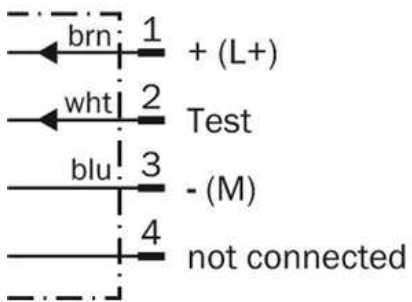 brn 1 + (L+)
wht 2 Test
blu 3 - (M)
4 not connected